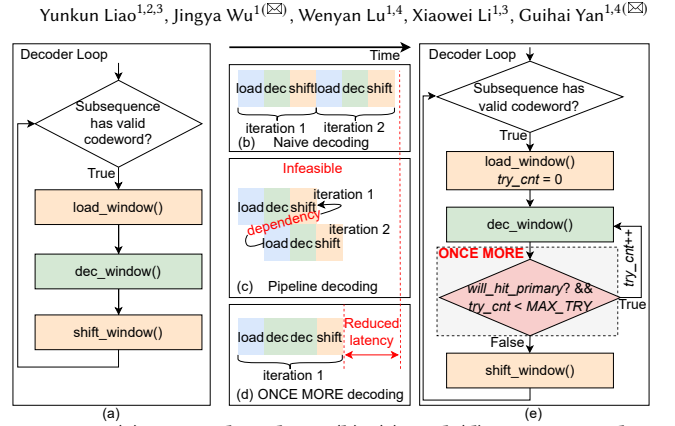 Yunkun Liao1,2,3, Jingya Wu1(✉), Wenyan Lu1,4, Xiaowei Li1,3, Guihai Yan1,4(✉)
Decoder Loop
Subsequence
has valid
codeword?
True
load_window()
dec_window()
shift_window()
(a)
Time
load dec shift load dec shift
iteration 1 iteration 2
(b) Naive decoding
Infeasible
iteration 1
load dec shift
dependency
iteration 2
load dec shift
(c) Pipeline decoding
load dec dec shift
Reduced
latency
iteration 1
(d) ONCE MORE decoding
Decoder Loop
Subsequence has
valid codeword?
True
load_window()
try_cnt = 0
dec_window()
ONCE MORE
try_cnt++
will_hit_primary? &&
try_cnt < MAX_TRY
True
False
shift_window()
(e)